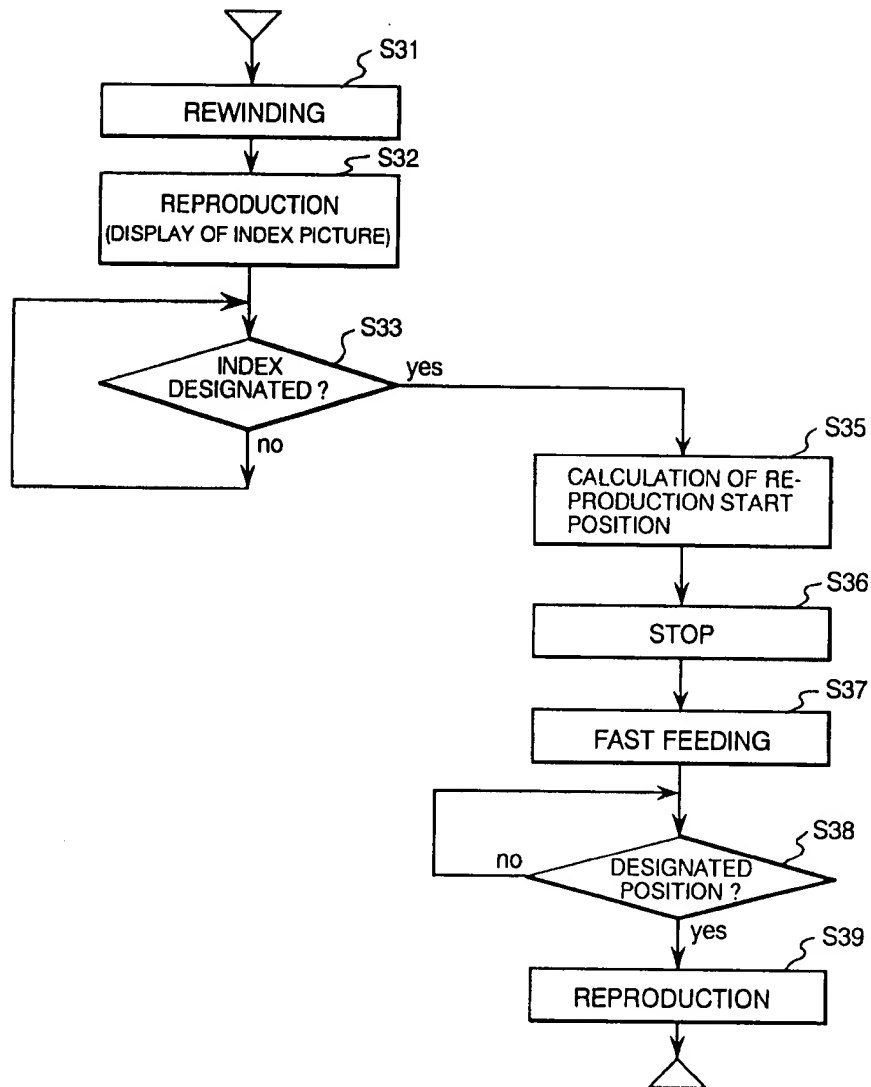 S31
REWINDING
S32
REPRODUCTION
(DISPLAY OF INDEX PICTURE)
S33
INDEX
DESIGNATED ?
yes
no
S35
CALCULATION OF RE-
PRODUCTION START
POSITION
S36
STOP
S37
FAST FEEDING
S38
DESIGNATED
POSITION ?
no
yes
S39
REPRODUCTION